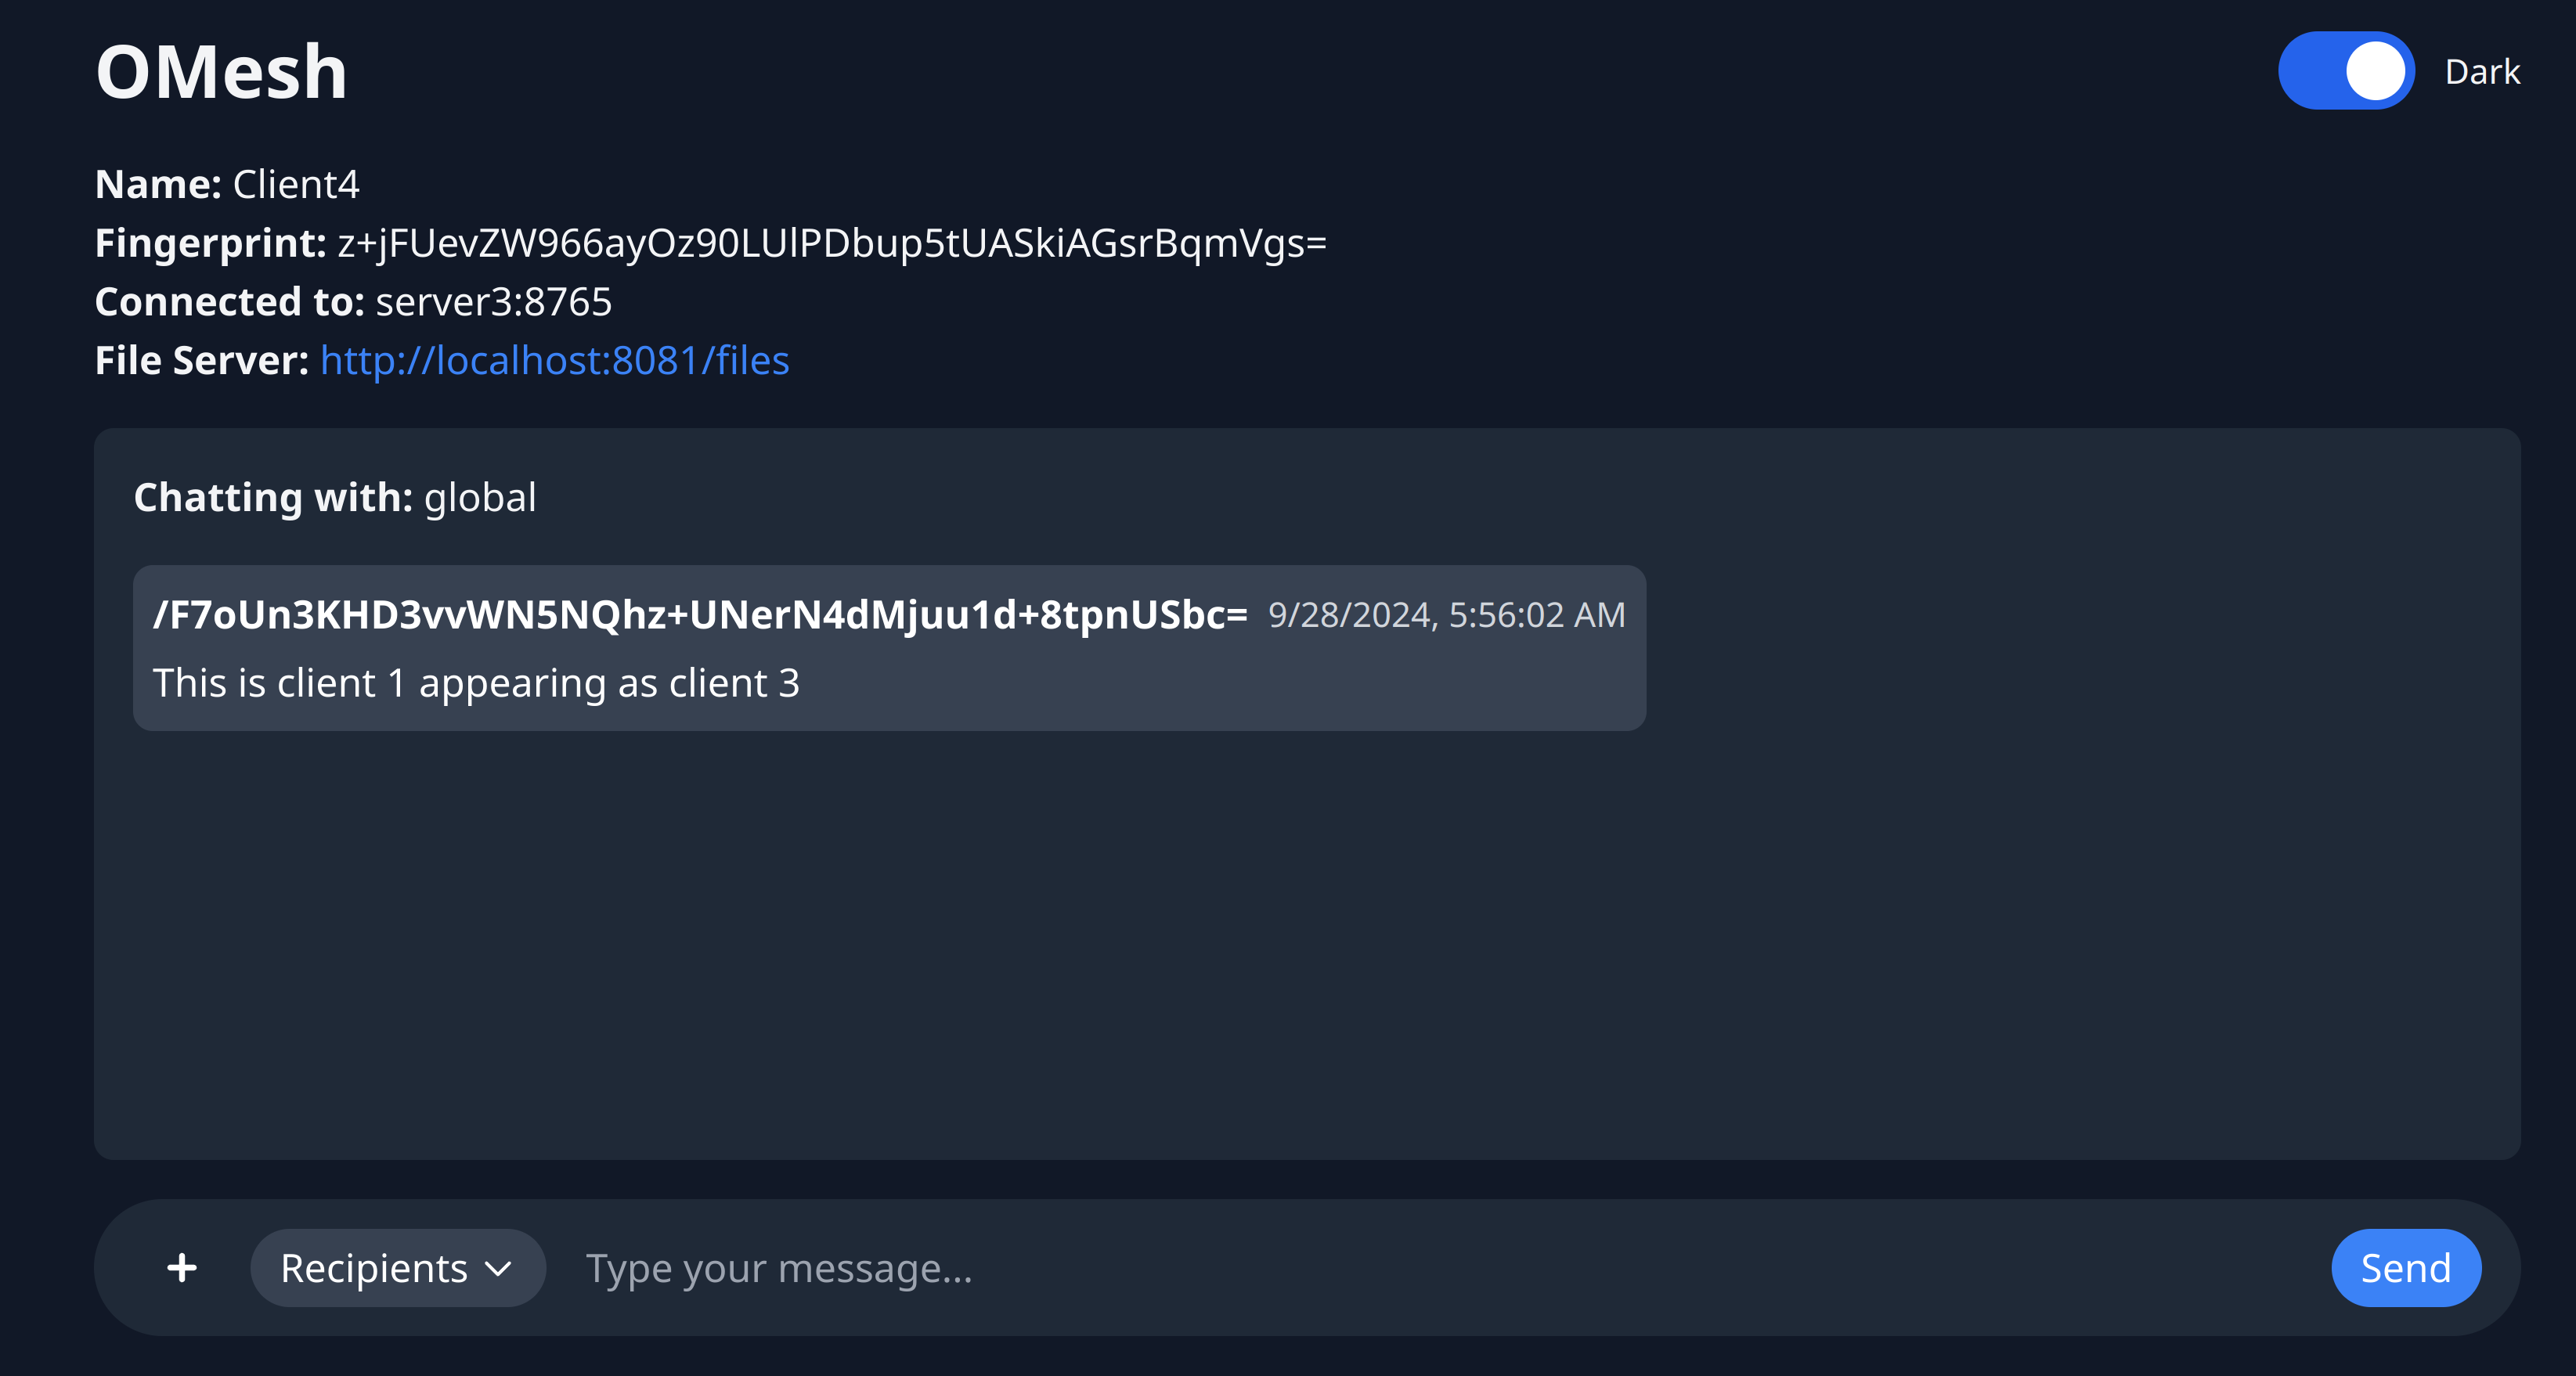 OMesh
Dark
Name: Client4
Fingerprint: z+jFUevZW966ayOz90LUlPDbup5tUASkiAGsrBqmVgs=
Connected to: server3:8765
File Server: http://localhost:8081/files
Chatting with: global
/F7oUn3KHD3vvWN5NQhz+UNerN4dMjuu1d+8tpnUSbc= 9/28/2024, 5:56:02 AM
This is client 1 appearing as client 3
+ Recipients Type your message... Send